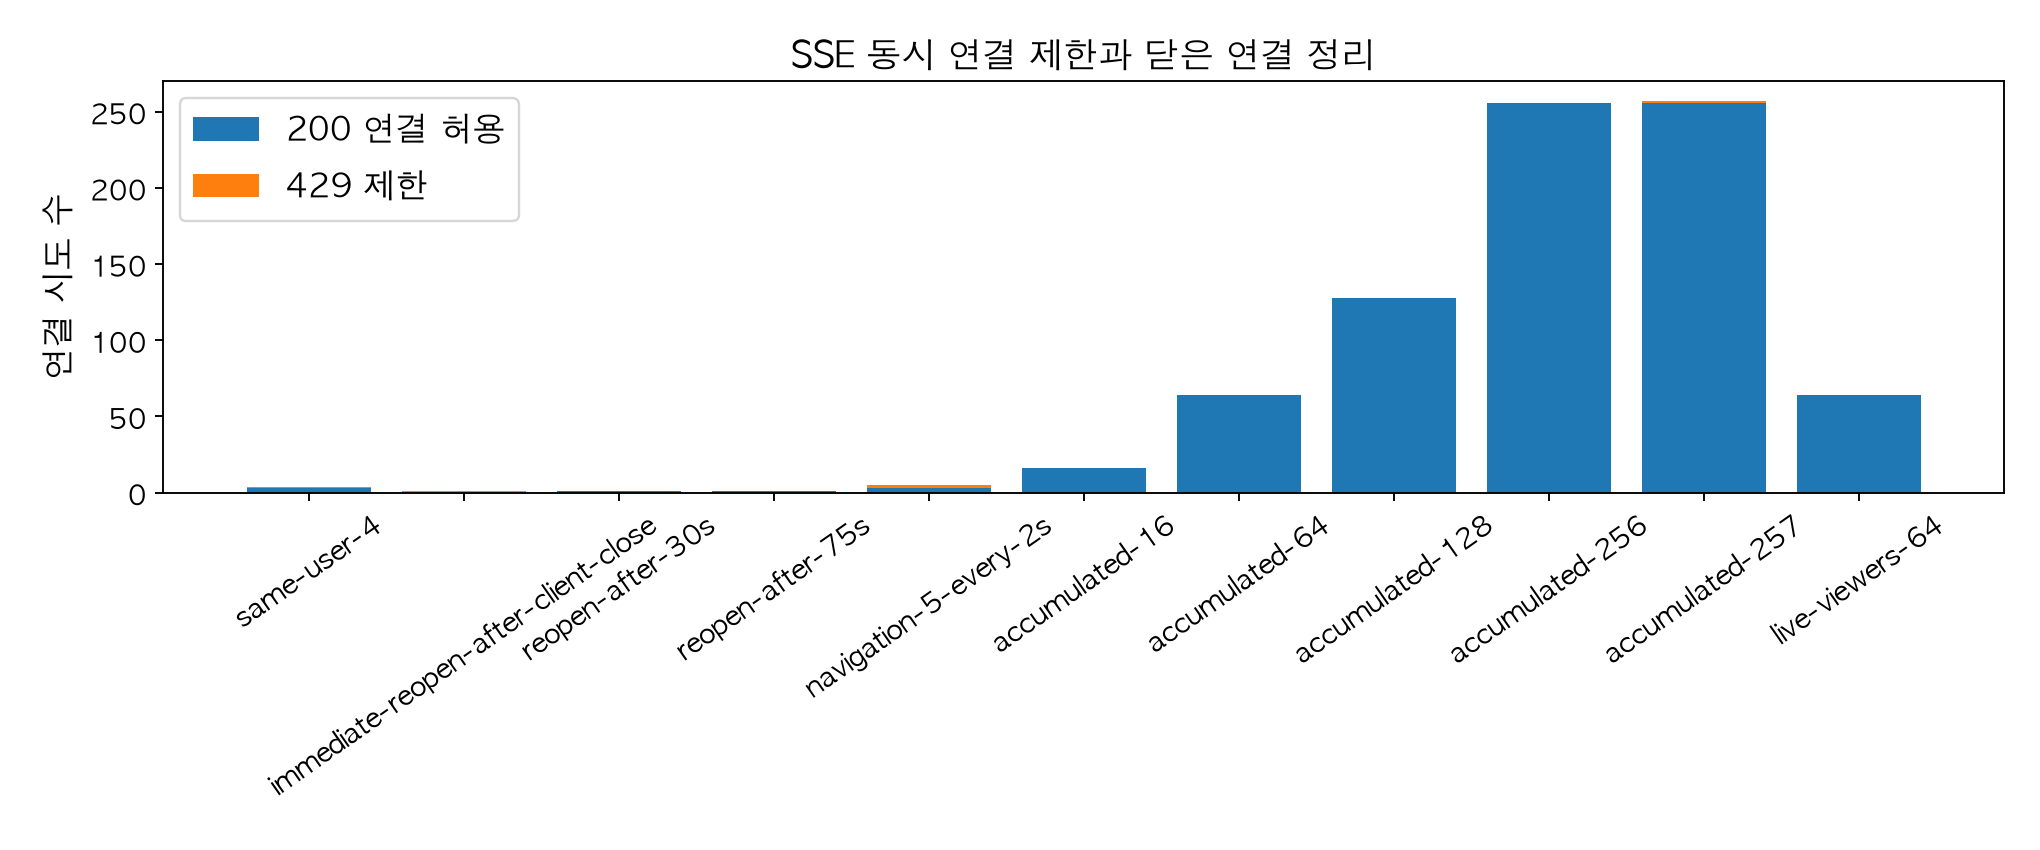 SSE 동시 연결 제한과 닫은 연결 정리
200 연결 허용
429 제한
연결 시도 수
250
200
150
100
50
0
same-user-4
immediate-reopen-after-client-close
reopen-after-30s
reopen-after-75s
navigation-5-every-2s
accumulated-16
accumulated-64
accumulated-128
accumulated-256
accumulated-257
live-viewers-64